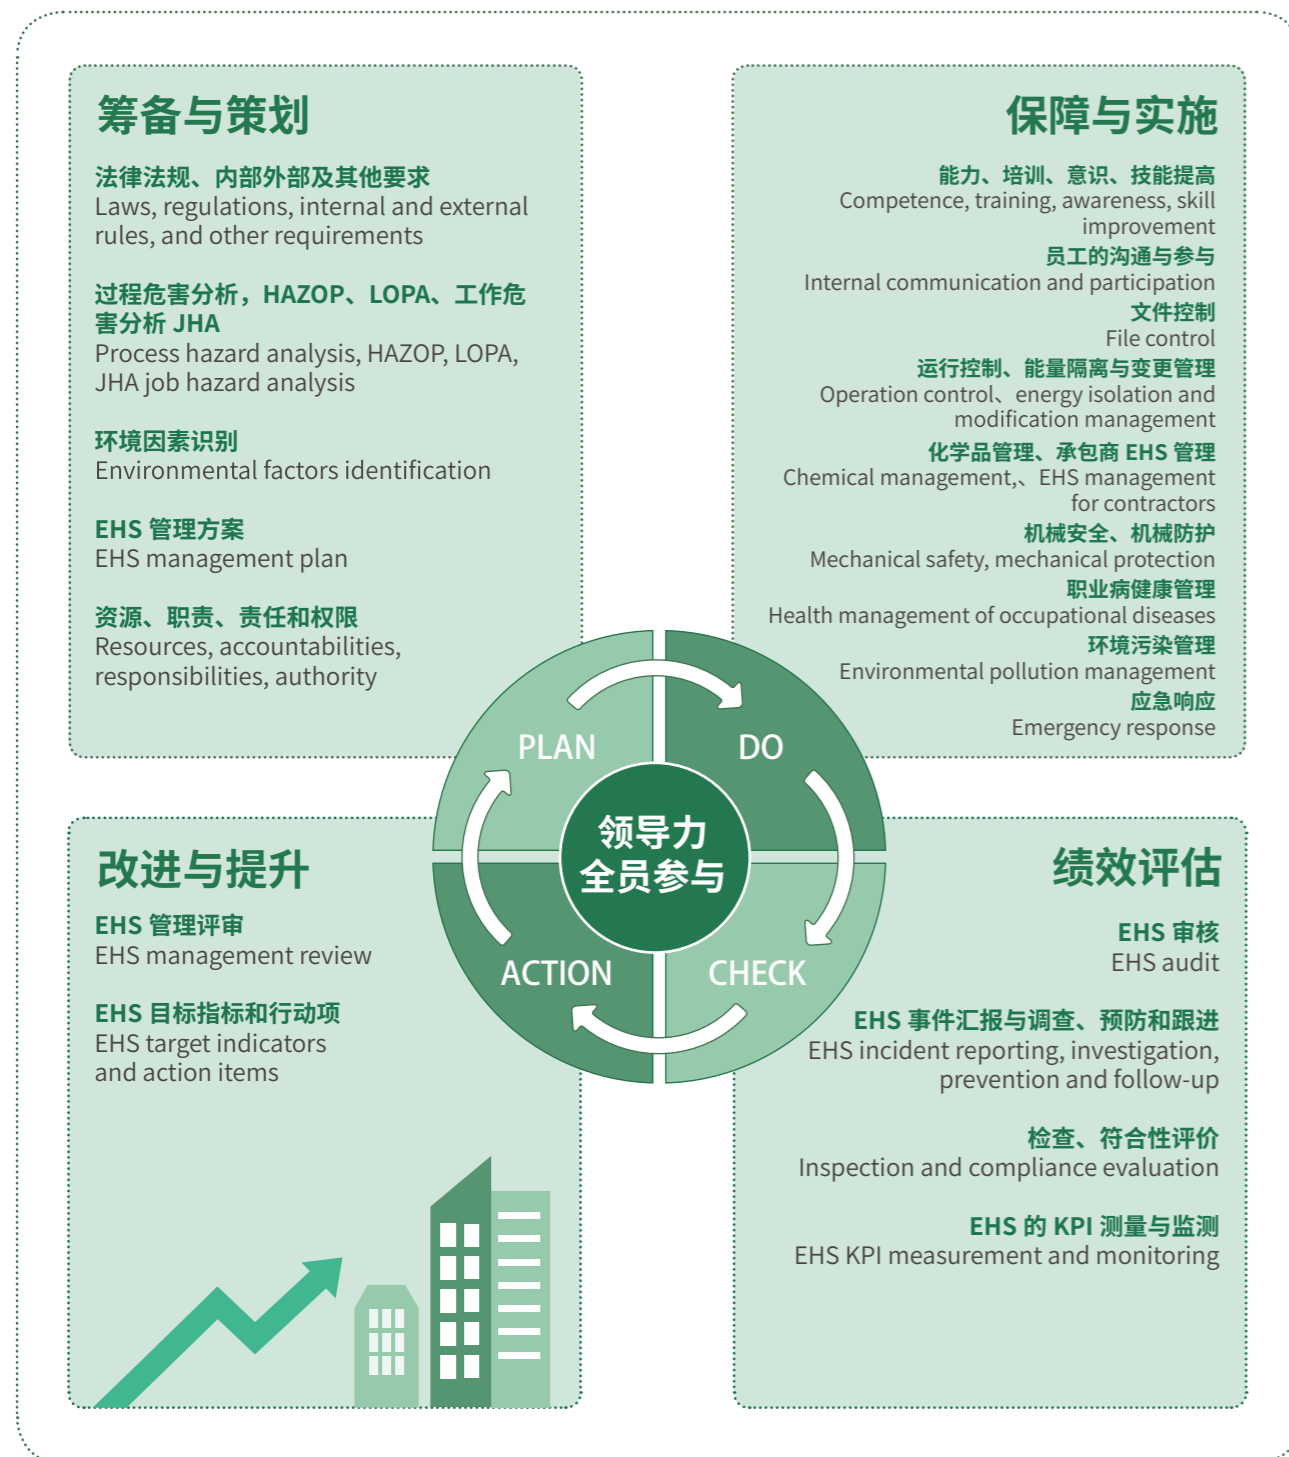 筹备与策划
法律法规、内部外部及其他要求
Laws, regulations, internal and external
rules, and other requirements
过程危害分析，HAZOP、LOPA、工作危
害分析 JHA
Process hazard analysis, HAZOP, LOPA,
JHA job hazard analysis
环境因素识别
Environmental factors identification
EHS 管理方案
EHS management plan
资源、职责、责任和权限
Resources, accountabilities,
responsibilities, authority
保障与实施
能力、培训、意识、技能提高
Competence, training, awareness, skill
improvement
员工的沟通与参与
Internal communication and participation
文件控制
File control
运行控制、能量隔离与变更管理
Operation control、energy isolation and
modification management
化学品管理、承包商 EHS 管理
Chemical management,、EHS management
for contractors
机械安全、机械防护
Mechanical safety, mechanical protection
职业病健康管理
Health management of occupational diseases
环境污染管理
Environmental pollution management
应急响应
Emergency response
PLAN
DO
领导力
全员参与
ACTION
CHECK
改进与提升
EHS 管理评审
EHS management review
EHS 目标指标和行动项
EHS target indicators
and action items
绩效评估
EHS 审核
EHS audit
EHS 事件汇报与调查、预防和跟进
EHS incident reporting, investigation,
prevention and follow-up
检查、符合性评价
Inspection and compliance evaluation
EHS 的 KPI 测量与监测
EHS KPI measurement and monitoring